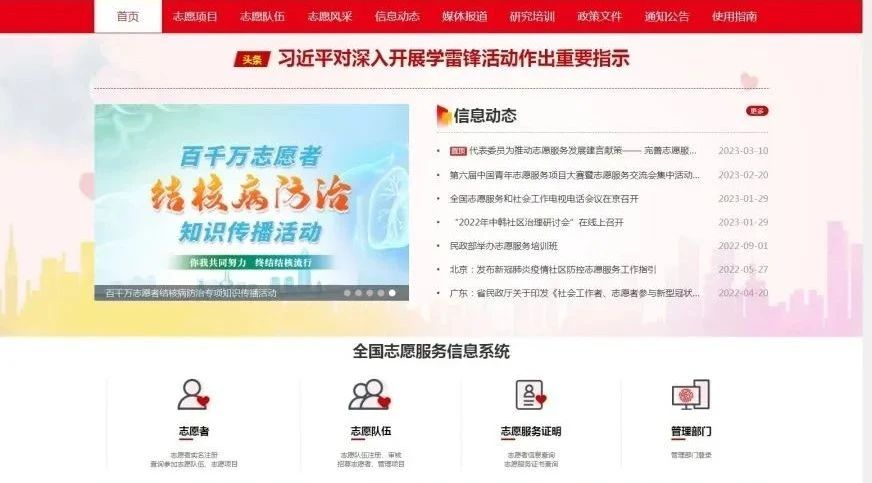 首页 志愿项目 志愿队伍 志愿风采 信息动态 媒体报道 研究培训 政策文件 通知公告 使用指南
头条 习近平对深入开展学雷锋活动作出重要指示
百千万志愿者
结核病防治
知识传播活动
你我共同努力 终结结核流行
百千万志愿者结核病防治专项知识传播活动
信息动态 更多
置顶 代表委员为推动志愿服务发展建言献策—— 完善志愿服... 2023-03-10
第六届中国青年志愿服务项目大赛暨志愿服务交流会集中活动... 2023-02-20
全国志愿服务和社会工作电视电话会议在京召开 2023-01-29
“2022年中韩社区治理研讨会”在线上召开 2023-01-29
民政部举办志愿服务培训班 2022-09-01
北京：发布新冠肺炎疫情社区防控志愿服务工作指引 2022-05-27
广东：省民政厅关于印发《社会工作者、志愿者参与新型冠状... 2022-04-20
全国志愿服务信息系统
志愿者
志愿者实名注册
查询参加志愿队伍、志愿项目
志愿队伍
志愿队伍注册、审核
招募志愿者、管理项目
志愿服务证明
志愿者信息查询
志愿服务证书查询
管理部门
管理部门登录